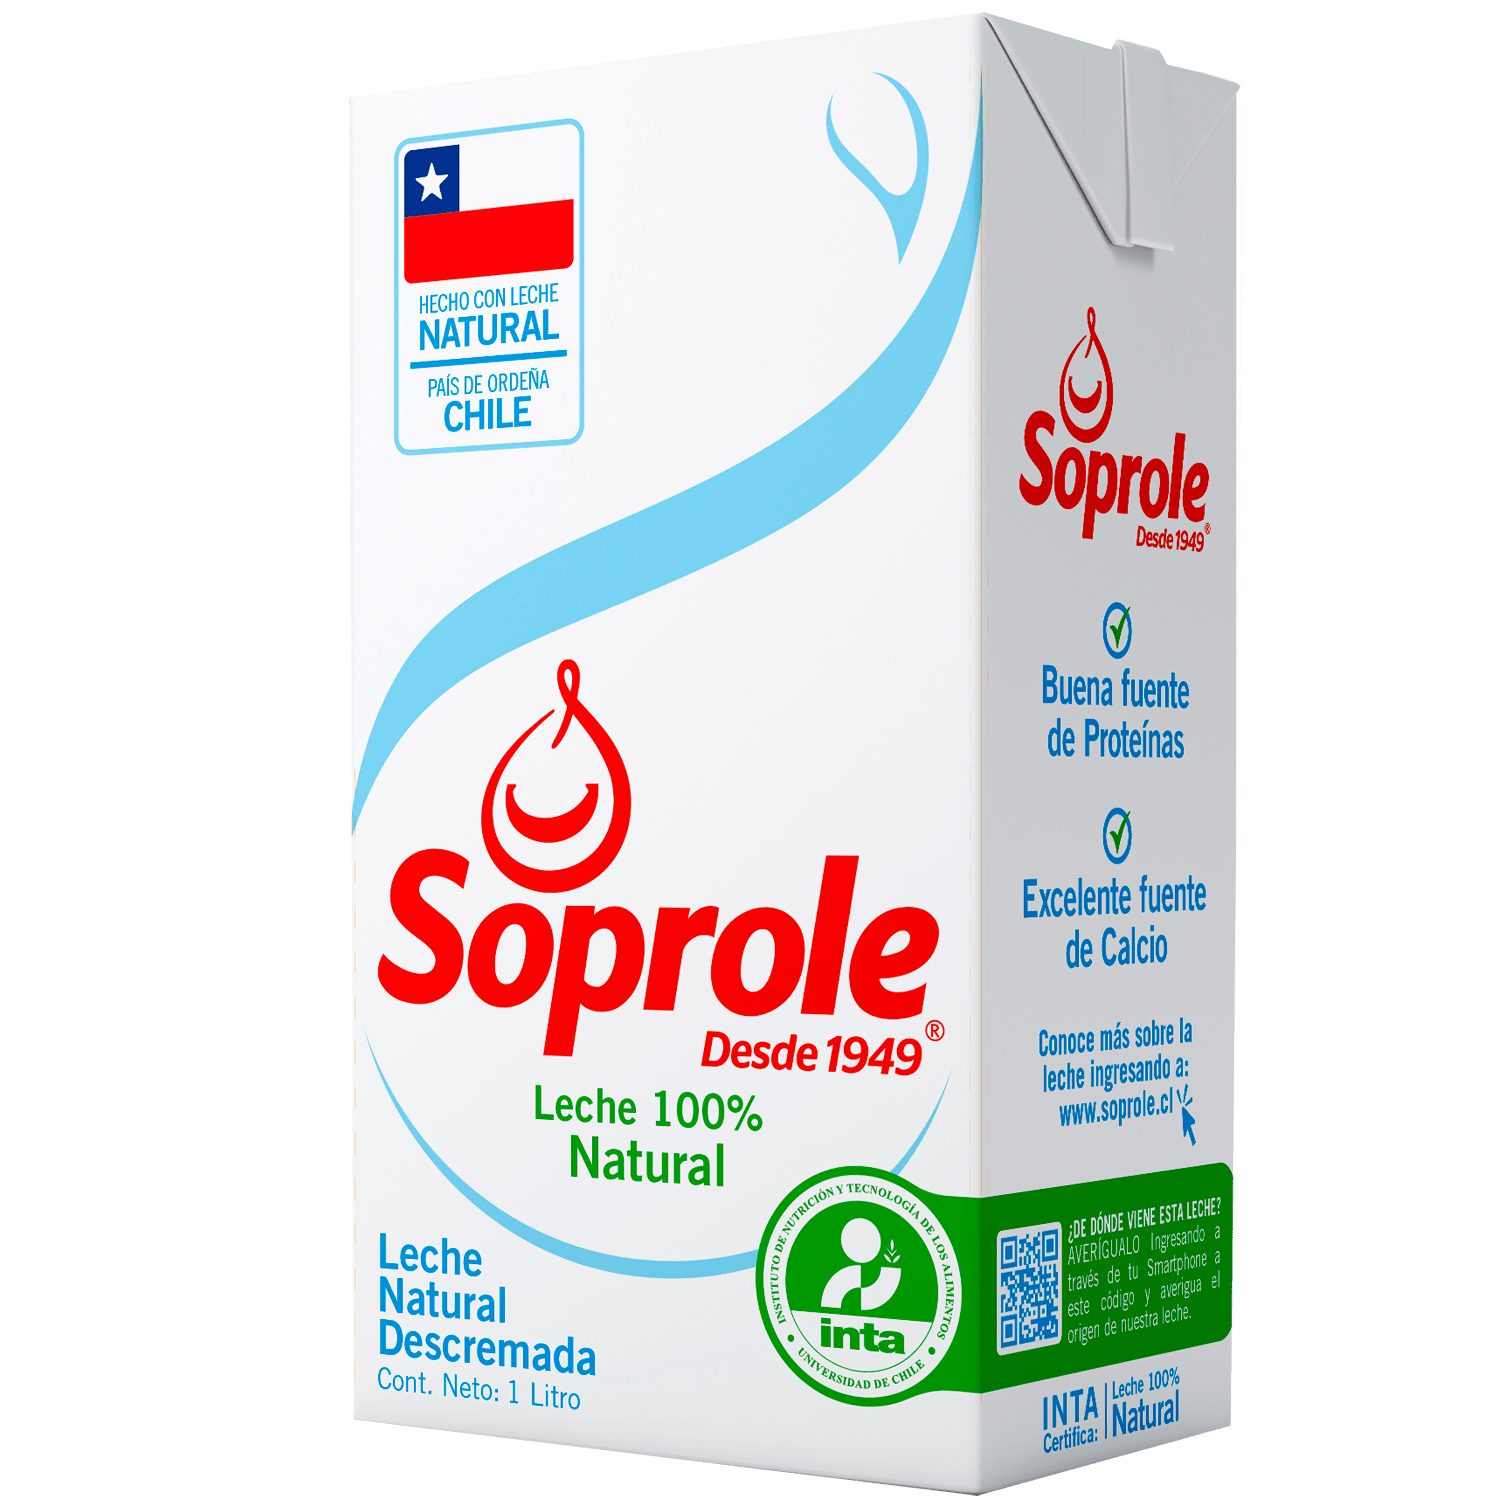 HECHO CON LECHE
NATURAL
PAÍS DE ORDEÑA
CHILE
Soprole
Desde 1949®
Leche 100%
Natural
Leche
Natural
Descremada
Cont. Neto: 1 Litro
INSTITUTO DE NUTRICIÓN Y TECNOLOGÍA DE LOS ALIMENTOS
inta
• UNIVERSIDAD DE CHILE •
Soprole
Desde 1949®
Buena fuente
de Proteínas
Excelente fuente
de Calcio
Conoce más sobre la
leche ingresando a:
www.soprole.cl
¿DE DÓNDE VIENE ESTA LECHE?
AVERÍGUALO Ingresando a
través de tu Smartphone a
este código y averigua el
origen de nuestra leche.
INTA
Certifica:
Leche 100%
Natural